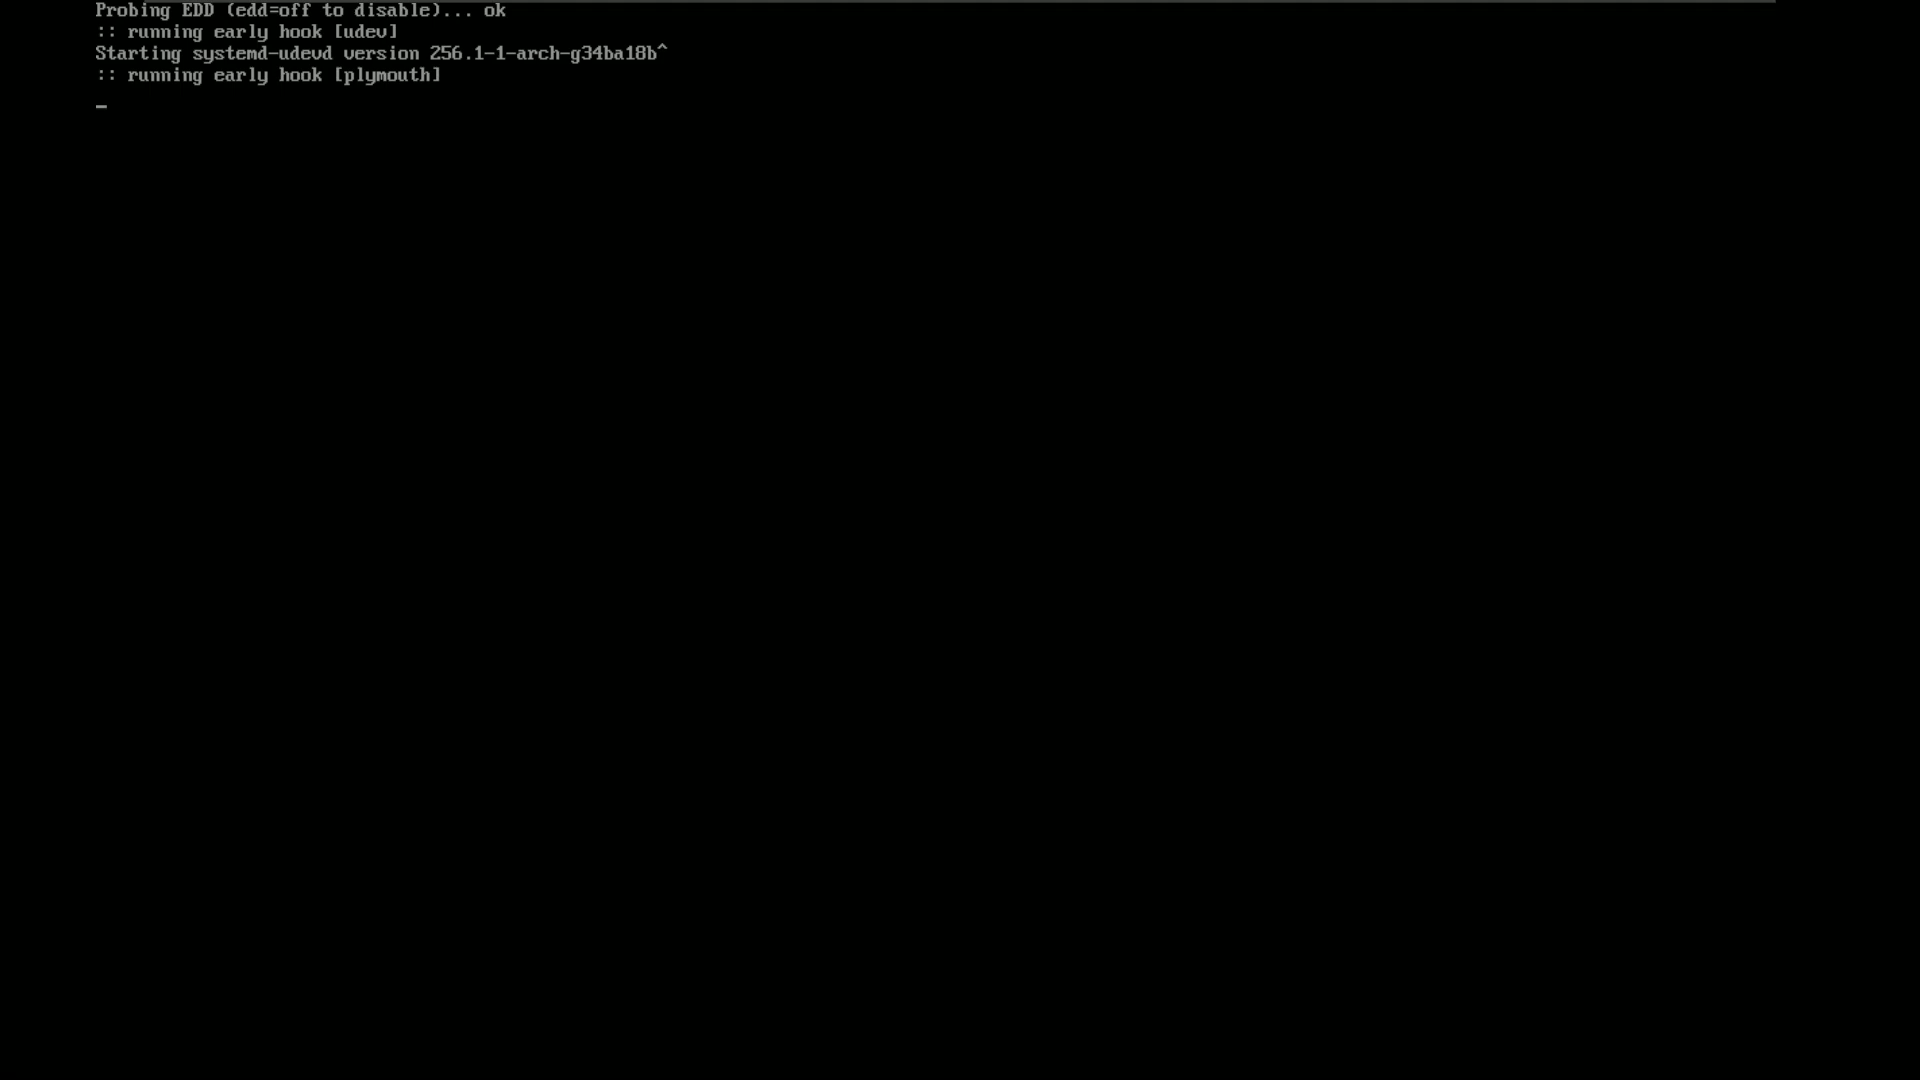 Probing EDD (edd=off to disable)... ok
:: running early hook [udev]
Starting systemd-udevd version 256.1-1-arch-g34ba18b^
:: running early hook [plymouth]